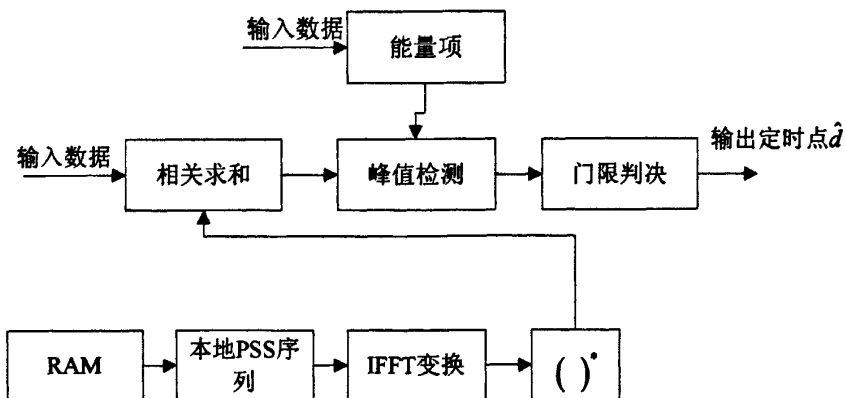 输入数据
能量项
输入数据
相关求和
峰值检测
门限判决
输出定时点d̂
RAM
本地PSS序
列
IFFT变换
( )*